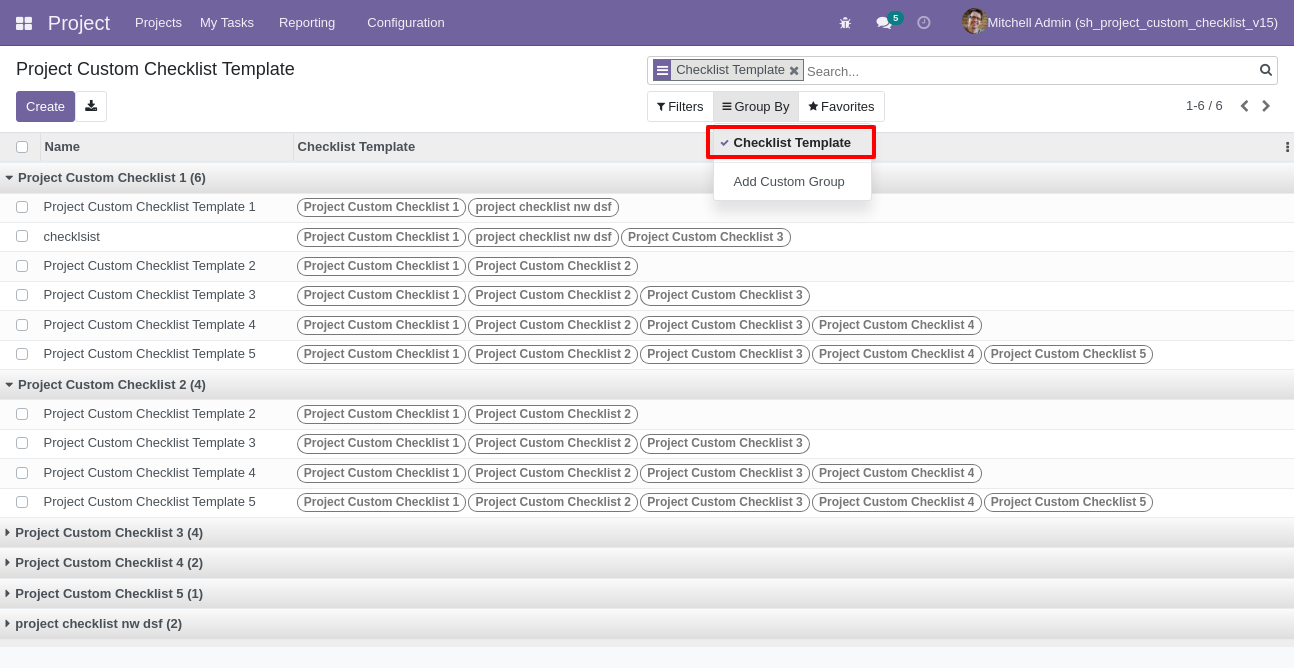 Project Projects My Tasks Reporting Configuration 5 Mitchell Admin (sh_project_custom_checklist_v15)
Project Custom Checklist Template
Checklist Template Search...
Create Filters Group By Favorites 1-6 / 6
Checklist Template
Add Custom Group
Name Checklist Template
Project Custom Checklist 1 (6)
Project Custom Checklist Template 1 Project Custom Checklist 1 project checklist nw dsf
checklsist Project Custom Checklist 1 project checklist nw dsf Project Custom Checklist 3
Project Custom Checklist Template 2 Project Custom Checklist 1 Project Custom Checklist 2
Project Custom Checklist Template 3 Project Custom Checklist 1 Project Custom Checklist 2 Project Custom Checklist 3
Project Custom Checklist Template 4 Project Custom Checklist 1 Project Custom Checklist 2 Project Custom Checklist 3 Project Custom Checklist 4
Project Custom Checklist Template 5 Project Custom Checklist 1 Project Custom Checklist 2 Project Custom Checklist 3 Project Custom Checklist 4 Project Custom Checklist 5
Project Custom Checklist 2 (4)
Project Custom Checklist Template 2 Project Custom Checklist 1 Project Custom Checklist 2
Project Custom Checklist Template 3 Project Custom Checklist 1 Project Custom Checklist 2 Project Custom Checklist 3
Project Custom Checklist Template 4 Project Custom Checklist 1 Project Custom Checklist 2 Project Custom Checklist 3 Project Custom Checklist 4
Project Custom Checklist Template 5 Project Custom Checklist 1 Project Custom Checklist 2 Project Custom Checklist 3 Project Custom Checklist 4 Project Custom Checklist 5
Project Custom Checklist 3 (4)
Project Custom Checklist 4 (2)
Project Custom Checklist 5 (1)
project checklist nw dsf (2)